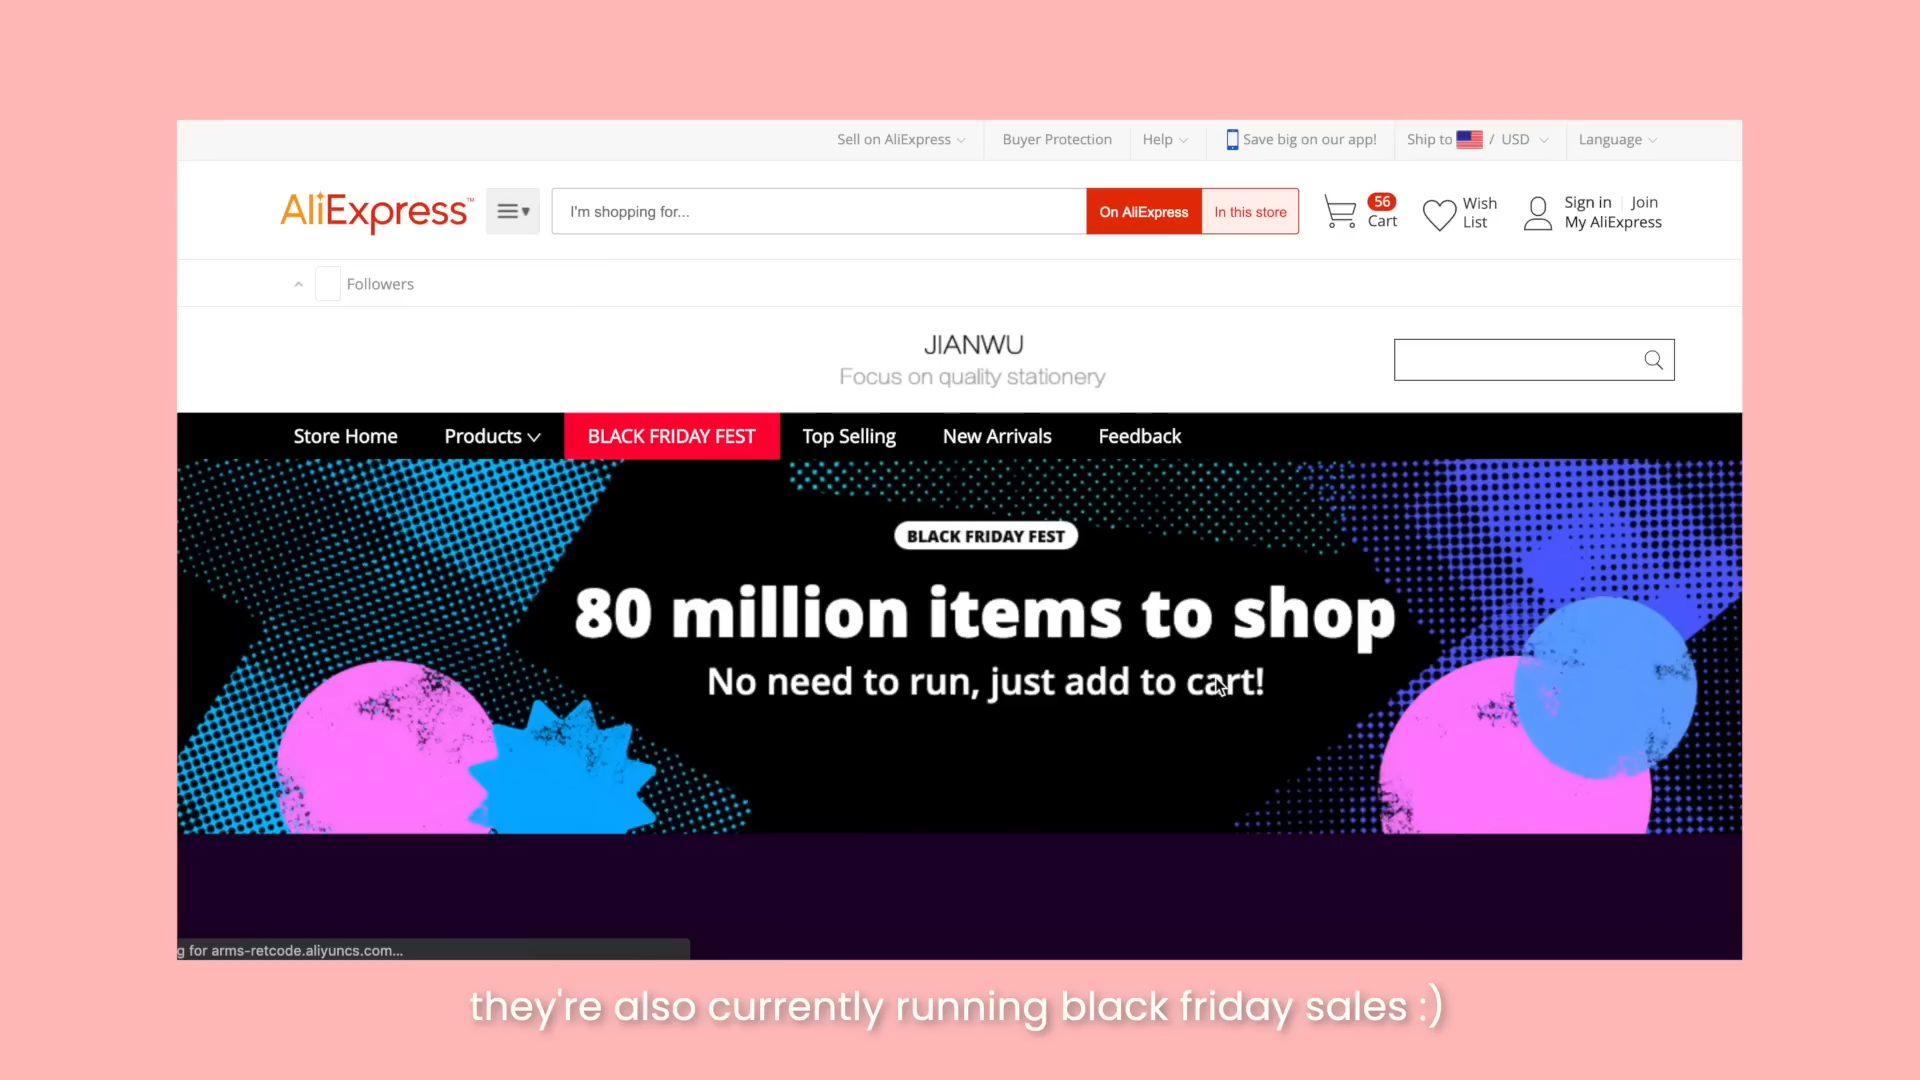 Sell on AliExpress
Buyer Protection
Help
Save big on our app!
Ship to / USD
Language
AliExpress™
I'm shopping for...
On AliExpress
In this store
56
Cart
Wish
List
Sign in Join
My AliExpress
Followers
JIANWU
Focus on quality stationery
Store Home
Products
BLACK FRIDAY FEST
Top Selling
New Arrivals
Feedback
BLACK FRIDAY FEST
80 million items to shop
No need to run, just add to cart!
g for arms-retcode.aliyuncs.com...
they're also currently running black friday sales :)